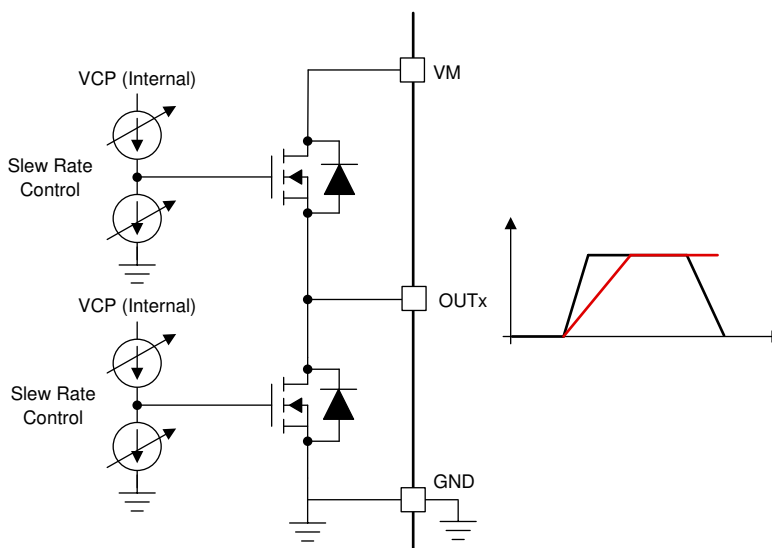 VCP (Internal)
VM
Slew Rate
Control
VCP (Internal)
OUTx
Slew Rate
Control
GND